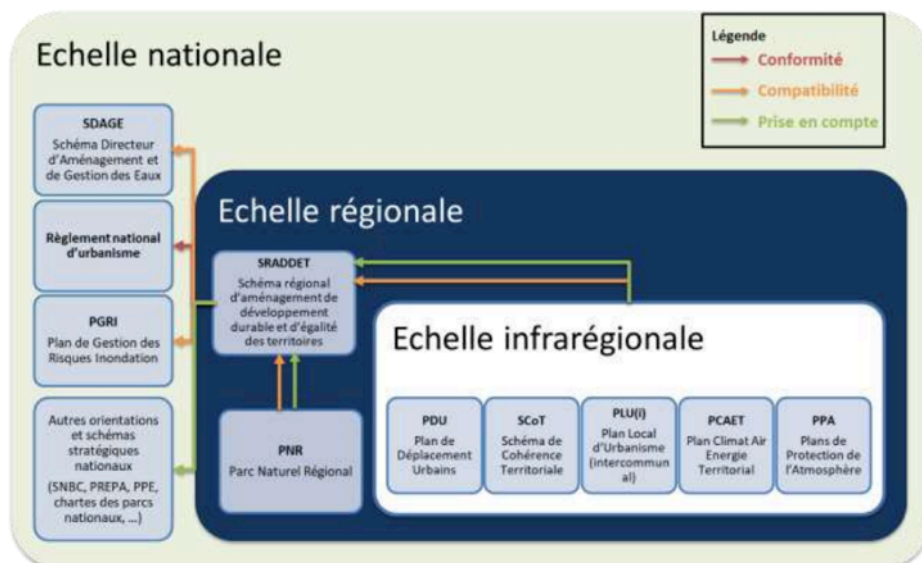 Echelle nationale
Légende
Conformité
Compatibilité
Prise en compte
SDAGE
Schéma Directeur
d'Aménagement et
de Gestion des Eaux
Règlement national
d'urbanisme
PGRI
Plan de Gestion des
Risques Inondation
Autres orientations et
schémas
stratégiques
nationaux
(SNBC, PREPA, PPE,
chartes des parcs
nationaux, ...)
Echelle régionale
SRADDET
Schéma régional
d'aménagement de
développement
durable et d'égalité
des territoires
PNR
Parc Naturel Régional
Echelle infrarégionale
PDU
Plan de
Déplacement
Urbains
SCoT
Schéma de
Cohérence
Territoriale
PLU(i)
Plan Local
d'Urbanisme
(intercommun
al)
PCAET
Plan Climat Air
Energie
Territorial
PPA
Plans de
Protection de
l'Atmosphère